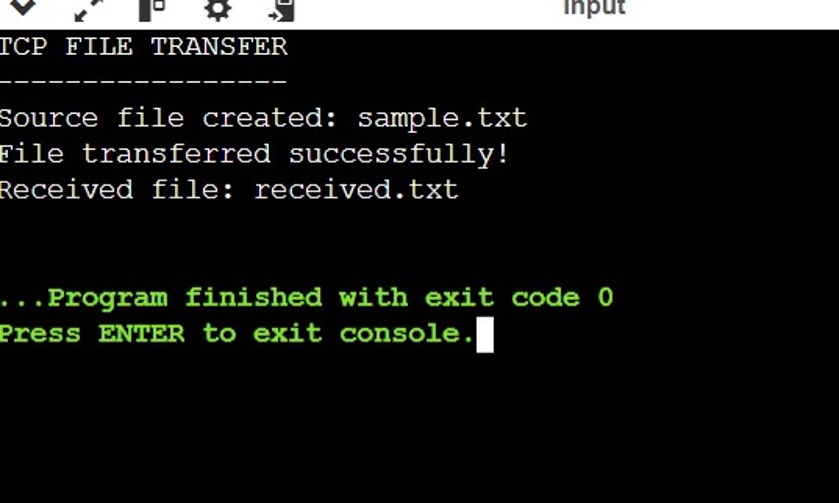 input
TCP FILE TRANSFER
-----------------
Source file created: sample.txt
File transferred successfully!
Received file: received.txt
...Program finished with exit code 0
Press ENTER to exit console.